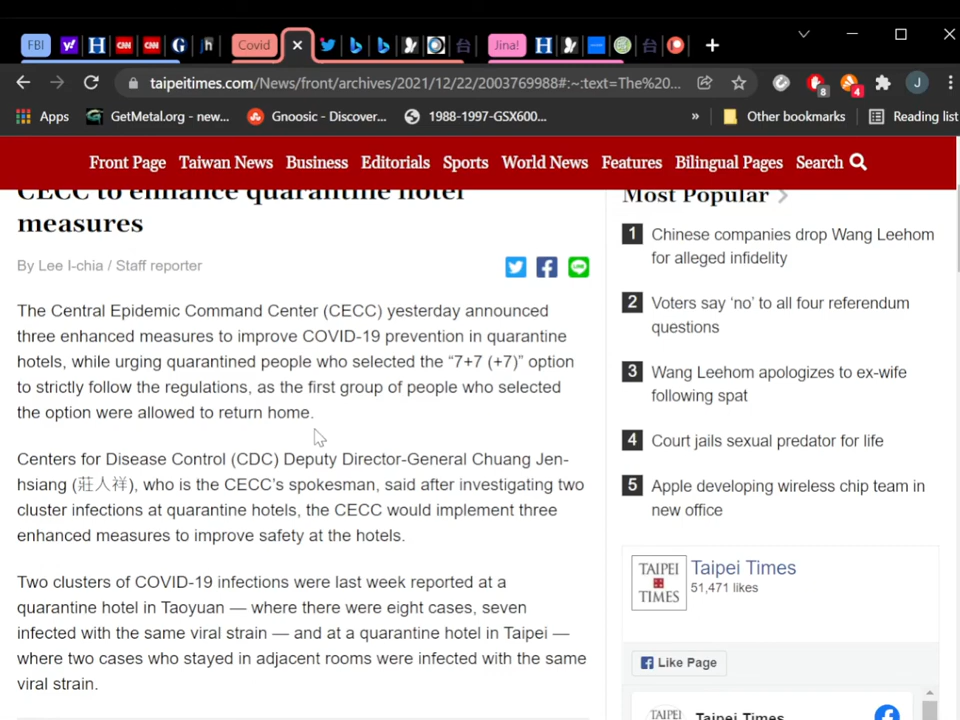 FBI
Covid
Jina!
taipeitimes.com/News/front/archives/2021/12/22/2003769988#:~:text=The%20...
8
4
J
Apps
GetMetal.org - new...
Gnoosic - Discover...
1988-1997-GSX600...
»
Other bookmarks
Reading list
Front Page
Taiwan News
Business
Editorials
Sports
World News
Features
Bilingual Pages
Search
CECC to enhance quarantine hotel
measures
By Lee I-chia / Staff reporter
The Central Epidemic Command Center (CECC) yesterday announced
three enhanced measures to improve COVID-19 prevention in quarantine
hotels, while urging quarantined people who selected the “7+7 (+7)” option
to strictly follow the regulations, as the first group of people who selected
the option were allowed to return home.
Centers for Disease Control (CDC) Deputy Director-General Chuang Jen-
hsiang (莊人祥), who is the CECC’s spokesman, said after investigating two
cluster infections at quarantine hotels, the CECC would implement three
enhanced measures to improve safety at the hotels.
Two clusters of COVID-19 infections were last week reported at a
quarantine hotel in Taoyuan — where there were eight cases, seven
infected with the same viral strain — and at a quarantine hotel in Taipei —
where two cases who stayed in adjacent rooms were infected with the same
viral strain.
Most Popular
1 Chinese companies drop Wang Leehom
for alleged infidelity
2 Voters say ‘no’ to all four referendum
questions
3 Wang Leehom apologizes to ex-wife
following spat
4 Court jails sexual predator for life
5 Apple developing wireless chip team in
new office
TAIPEI
TIMES
Taipei Times
51,471 likes
Like Page
TAIPEI
Taipei Times